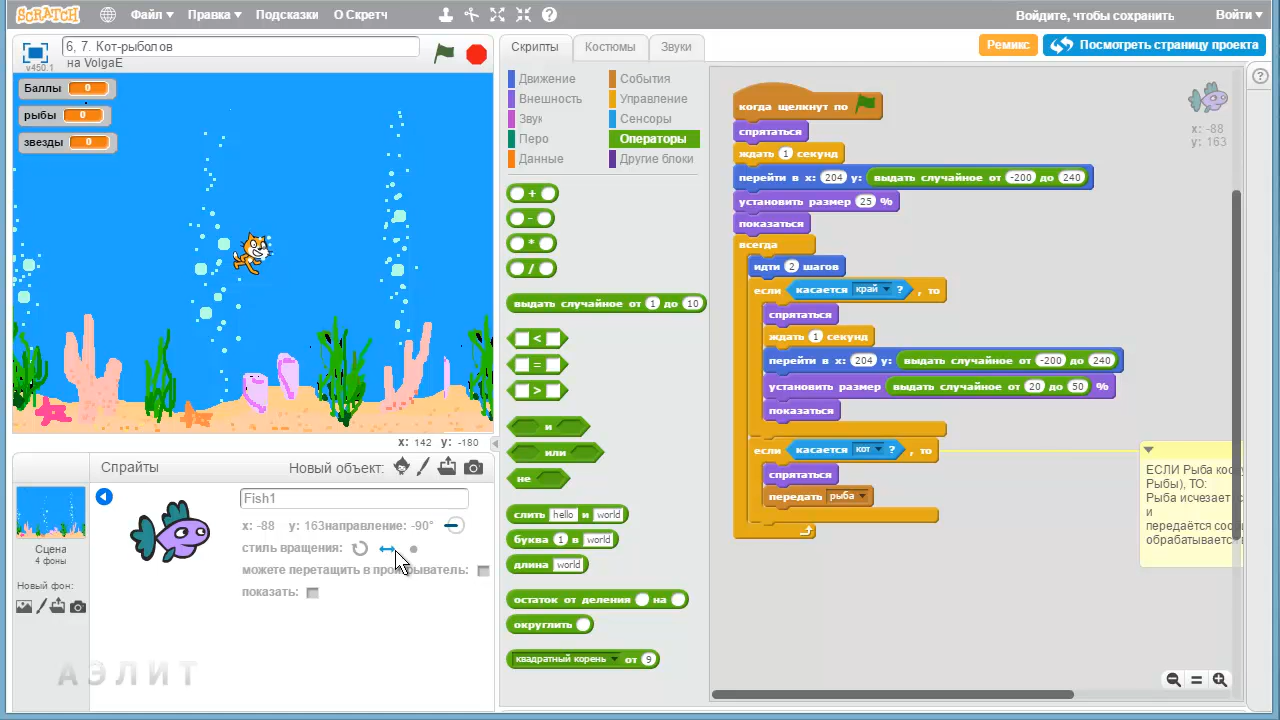 SCRATCH Файл Правка Подсказки О Скретч Войдите, чтобы сохранить Войти
6, 7. Кот-рыболов
на VolgaE
v450.1
Скрипты Костюмы Звуки
Ремикс Посмотреть страницу проекта
Баллы 0
рыбы 0
звезды 0
x: 142 y: -180
Движение События
Внешность Управление
Звук Сенсоры
Перо Операторы
Данные Другие блоки
+
-
*
/
выдать случайное от 1 до 10
<
=
>
и
или
не
слить hello и world
буква 1 в world
длина world
остаток от деления на
округлить
квадратный корень от 9
когда щелкнут по
спрятаться
ждать 1 секунд
перейти в x: 204 y: выдать случайное от -200 до 240
установить размер 25 %
показаться
всегда
идти 2 шагов
если касается край ? , то
спрятаться
ждать 1 секунд
перейти в x: 204 y: выдать случайное от -200 до 240
установить размер выдать случайное от 20 до 50 %
показаться
если касается кот ? , то
спрятаться
передать рыба
x: -88
y: 163
ЕСЛИ Рыба
Рыбы), ТО:
Рыба исчезает
и
передаётся
обрабатывается
Спрайты Новый объект:
Сцена
4 фоны
Новый фон:
Fish1
x: -88 y: 163 направление: -90°
стиль вращения:
можете перетащить в проигрыватель:
показать:
АЭЛИТ